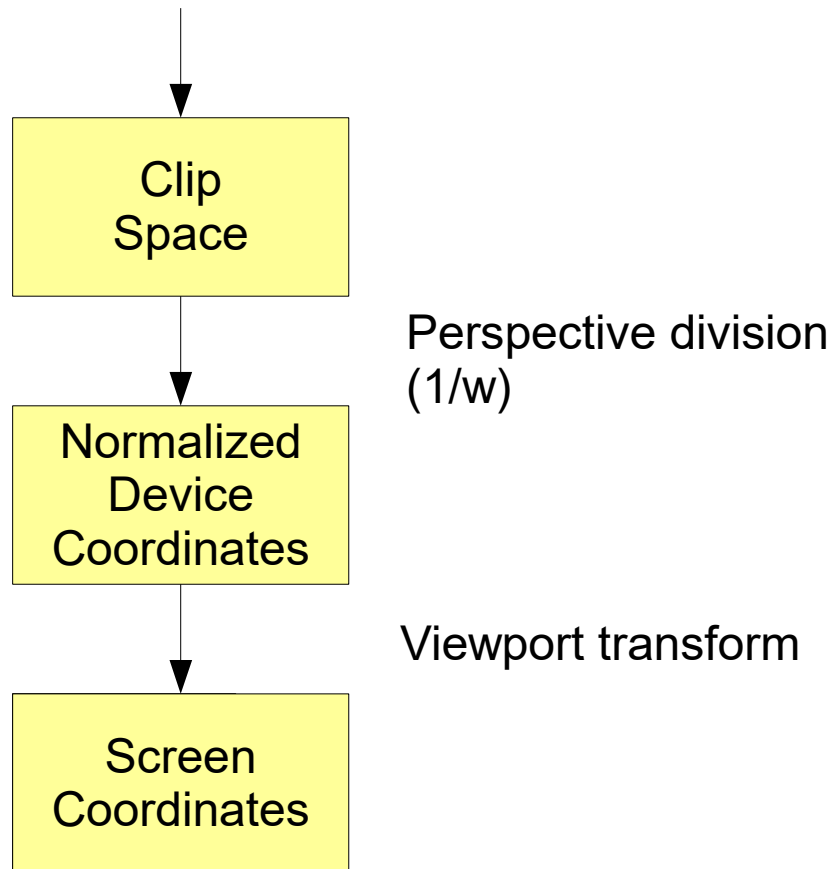 Clip
Space
Perspective division
(1/w)
Normalized
Device
Coordinates
Viewport transform
Screen
Coordinates